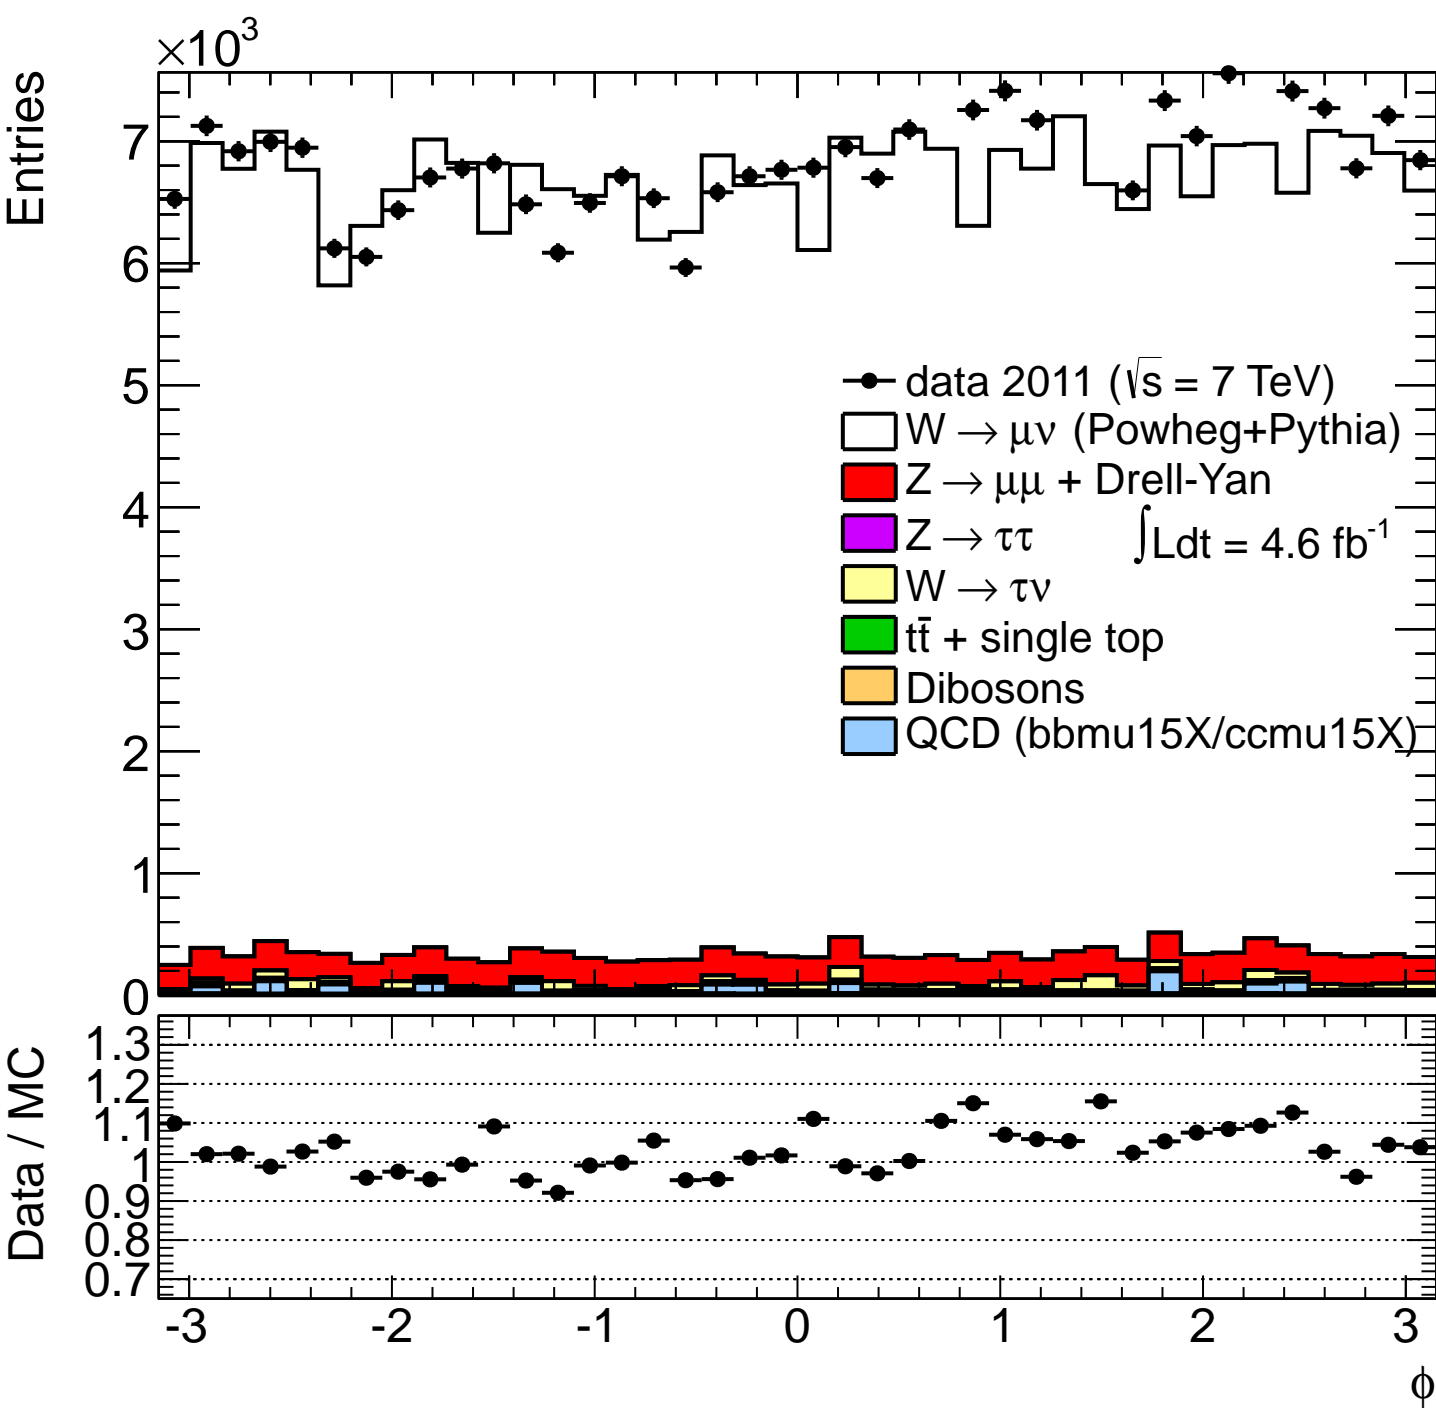 ×10³
Entries
7
6
5
4
3
2
1
0
data 2011 (√s = 7 TeV)
W → μν (Powheg+Pythia)
Z → μμ + Drell-Yan
Z → ττ
∫Ldt = 4.6 fb⁻¹
W → τν
tt̄ + single top
Dibosons
QCD (bbmu15X/ccmu15X)
Data / MC
1.3
1.2
1.1
1
0.9
0.8
0.7
-3 -2 -1 0 1 2 3
ϕ